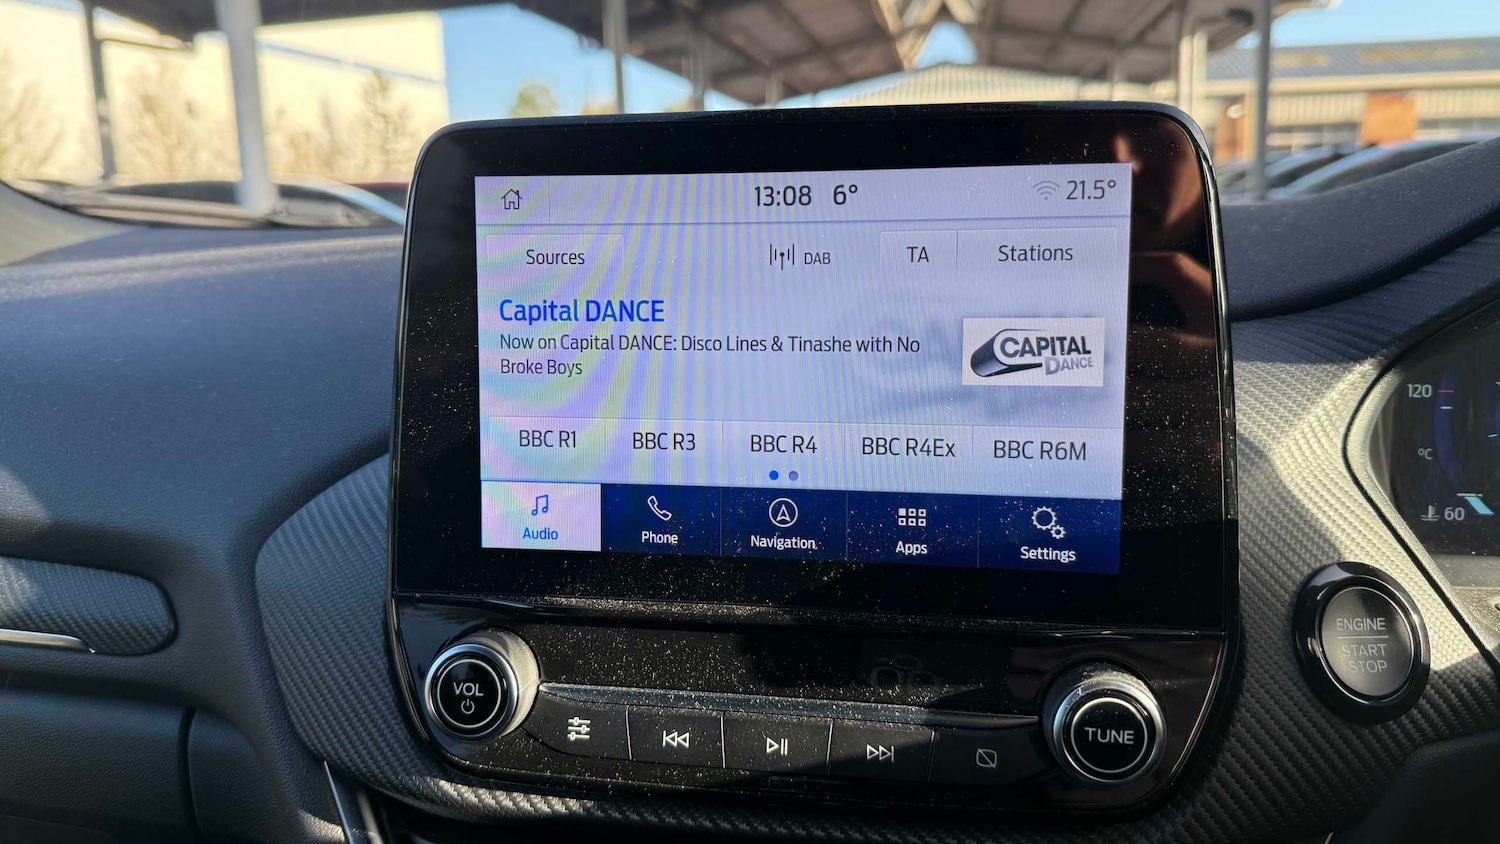 13:08 6° 21.5°
Sources DAB TA Stations
Capital DANCE
Now on Capital DANCE: Disco Lines & Tinashe with No
Broke Boys
CAPITAL
DANCE
BBC R1 BBC R3 BBC R4 BBC R4Ex BBC R6M
Audio Phone Navigation Apps Settings
VOL
TUNE
ENGINE
START
STOP
120
°C
60